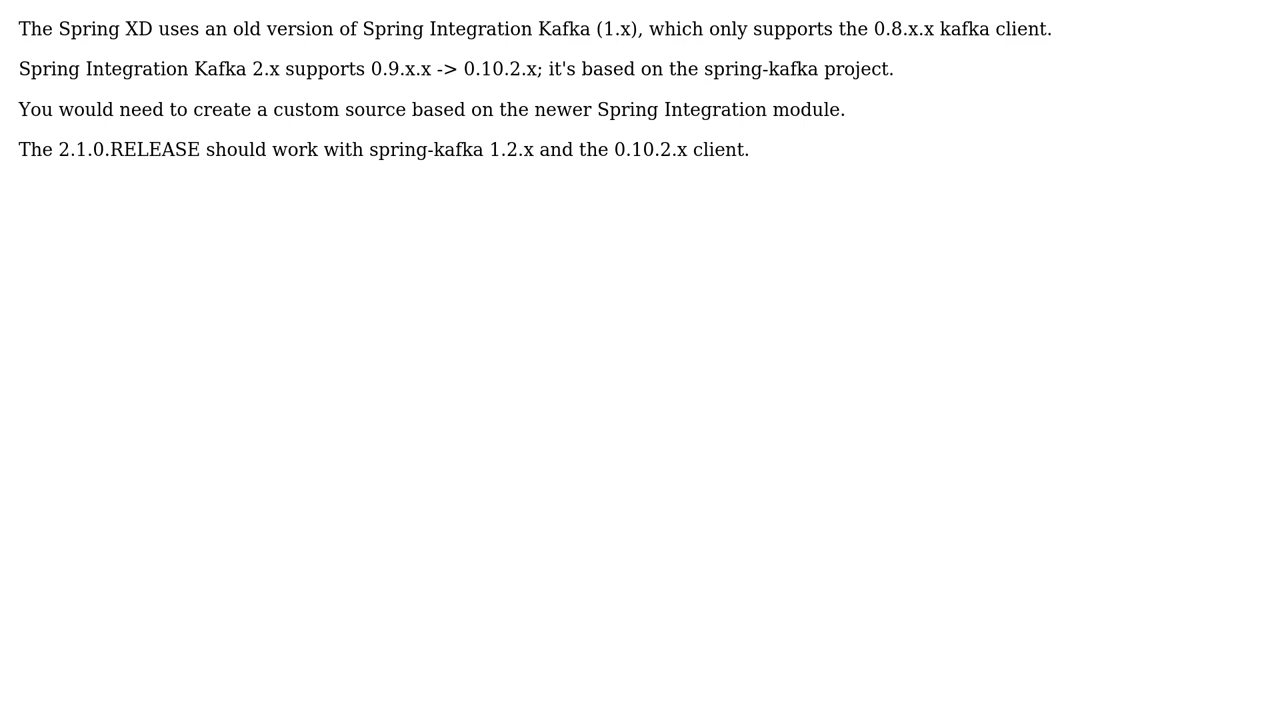 The Spring XD uses an old version of Spring Integration Kafka (1.x), which only supports the 0.8.x.x kafka client.
Spring Integration Kafka 2.x supports 0.9.x.x -> 0.10.2.x; it's based on the spring-kafka project.
You would need to create a custom source based on the newer Spring Integration module.
The 2.1.0.RELEASE should work with spring-kafka 1.2.x and the 0.10.2.x client.